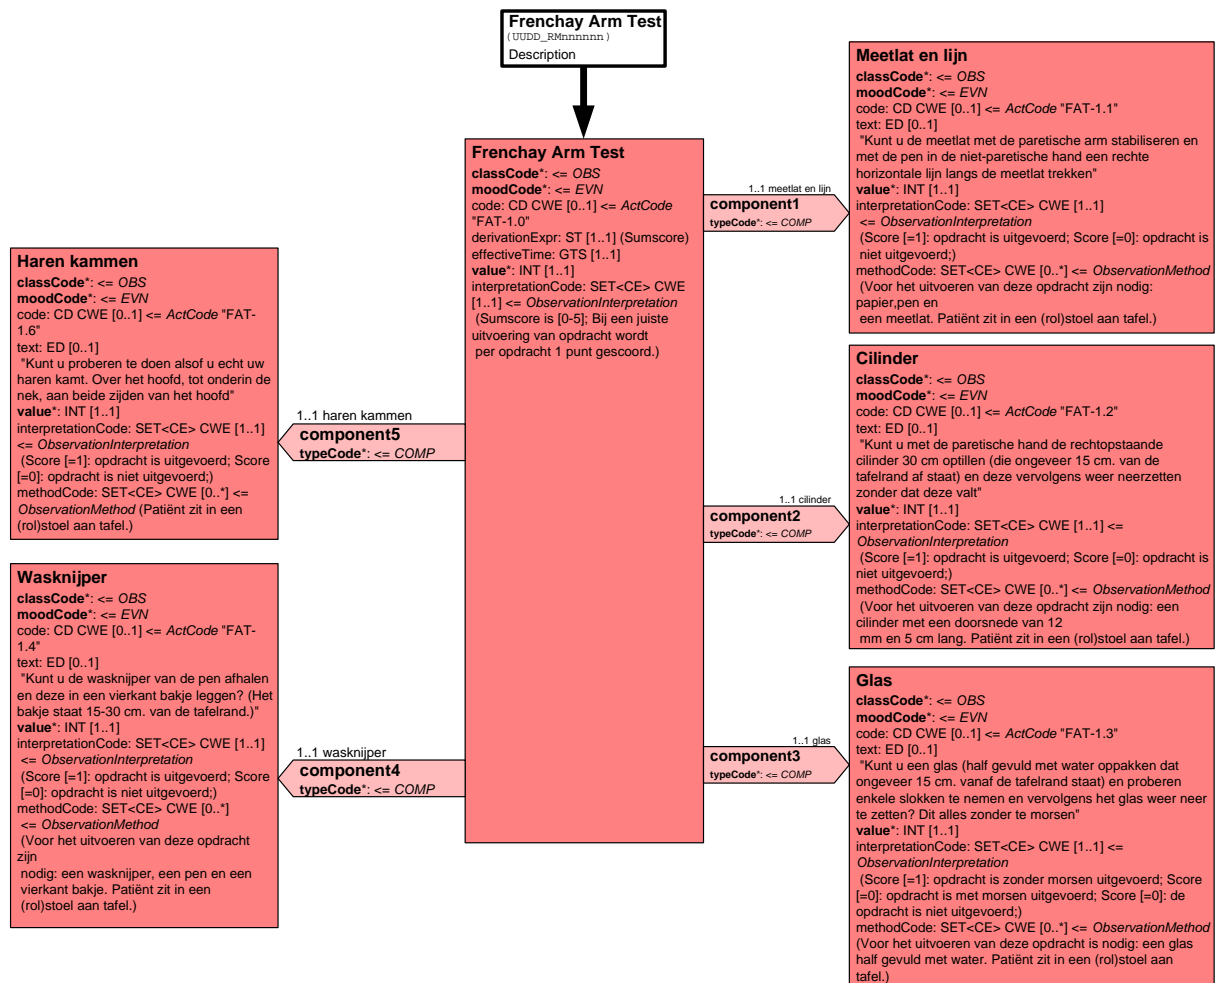 Frenchay Arm Test
(UUDD_RMnnnnnn)
Description
Frenchay Arm Test
classCode*: <= OBS
moodCode*: <= EVN
code: CD CWE [0..1] <= ActCode
"FAT-1.0"
derivationExpr: ST [1..1] (Sumscore)
effectiveTime: GTS [1..1]
value*: INT [1..1]
interpretationCode: SET<CE> CWE
[1..1] <= ObservationInterpretation
(Sumscore is [0-5]; Bij een juiste
uitvoering van opdracht wordt
per opdracht 1 punt gescoord.)
1..1 meetlat en lijn
component1
typeCode*: <= COMP
Meetlat en lijn
classCode*: <= OBS
moodCode*: <= EVN
code: CD CWE [0..1] <= ActCode "FAT-1.1"
text: ED [0..1]
"Kunt u de meetlat met de paretische arm stabiliseren en
met de pen in de niet-paretische hand een rechte
horizontale lijn langs de meetlat trekken"
value*: INT [1..1]
interpretationCode: SET<CE> CWE [1..1]
<= ObservationInterpretation
(Score [=1]: opdracht is uitgevoerd; Score [=0]: opdracht is
niet uitgevoerd;)
methodCode: SET<CE> CWE [0..*] <= ObservationMethod
(Voor het uitvoeren van deze opdracht zijn nodig:
papier,pen en
een meetlat. Patiënt zit in een (rol)stoel aan tafel.)
1..1 cilinder
component2
typeCode*: <= COMP
Cilinder
classCode*: <= OBS
moodCode*: <= EVN
code: CD CWE [0..1] <= ActCode "FAT-1.2"
text: ED [0..1]
"Kunt u met de paretische hand de rechtopstaande
cilinder 30 cm optillen (die ongeveer 15 cm. van de
tafelrand af staat) en deze vervolgens weer neerzetten
zonder dat deze valt"
value*: INT [1..1]
interpretationCode: SET<CE> CWE [1..1] <=
ObservationInterpretation
(Score [=1]: opdracht is uitgevoerd; Score [=0]: opdracht is
niet uitgevoerd;)
methodCode: SET<CE> CWE [0..*] <= ObservationMethod
(Voor het uitvoeren van deze opdracht zijn nodig: een
cilinder met een doorsnede van 12
mm en 5 cm lang. Patiënt zit in een (rol)stoel aan tafel.)
1..1 glas
component3
typeCode*: <= COMP
Glas
classCode*: <= OBS
moodCode*: <= EVN
code: CD CWE [0..1] <= ActCode "FAT-1.3"
text: ED [0..1]
"Kunt u een glas (half gevuld met water oppakken dat
ongeveer 15 cm. vanaf de tafelrand staat) en proberen
enkele slokken te nemen en vervolgens het glas weer neer
te zetten? Dit alles zonder te morsen"
value*: INT [1..1]
interpretationCode: SET<CE> CWE [1..1] <=
ObservationInterpretation
(Score [=1]: opdracht is zonder morsen uitgevoerd; Score
[=0]: opdracht is met morsen uitgevoerd; Score [=0]: de
opdracht is niet uitgevoerd;)
methodCode: SET<CE> CWE [0..*] <= ObservationMethod
(Voor het uitvoeren van deze opdracht is nodig: een glas
half gevuld met water. Patiënt zit in een (rol)stoel aan
tafel.)
1..1 haren kammen
component5
typeCode*: <= COMP
Haren kammen
classCode*: <= OBS
moodCode*: <= EVN
code: CD CWE [0..1] <= ActCode "FAT-
1.6"
text: ED [0..1]
"Kunt u proberen te doen alsof u echt uw
haren kamt. Over het hoofd, tot onderin de
nek, aan beide zijden van het hoofd"
value*: INT [1..1]
interpretationCode: SET<CE> CWE [1..1]
<= ObservationInterpretation
(Score [=1]: opdracht is uitgevoerd; Score
[=0]: opdracht is niet uitgevoerd;)
methodCode: SET<CE> CWE [0..*] <=
ObservationMethod (Patiënt zit in een
(rol)stoel aan tafel.)
1..1 wasknijper
component4
typeCode*: <= COMP
Wasknijper
classCode*: <= OBS
moodCode*: <= EVN
code: CD CWE [0..1] <= ActCode "FAT-
1.4"
text: ED [0..1]
"Kunt u de wasknijper van de pen afhalen
en deze in een vierkant bakje leggen? (Het
bakje staat 15-30 cm. van de tafelrand.)"
value*: INT [1..1]
interpretationCode: SET<CE> CWE [1..1]
<= ObservationInterpretation
(Score [=1]: opdracht is uitgevoerd; Score
[=0]: opdracht is niet uitgevoerd;)
methodCode: SET<CE> CWE [0..*]
<= ObservationMethod
(Voor het uitvoeren van deze opdracht
zijn
nodig: een wasknijper, een pen en een
vierkant bakje. Patiënt zit in een
(rol)stoel aan tafel.)